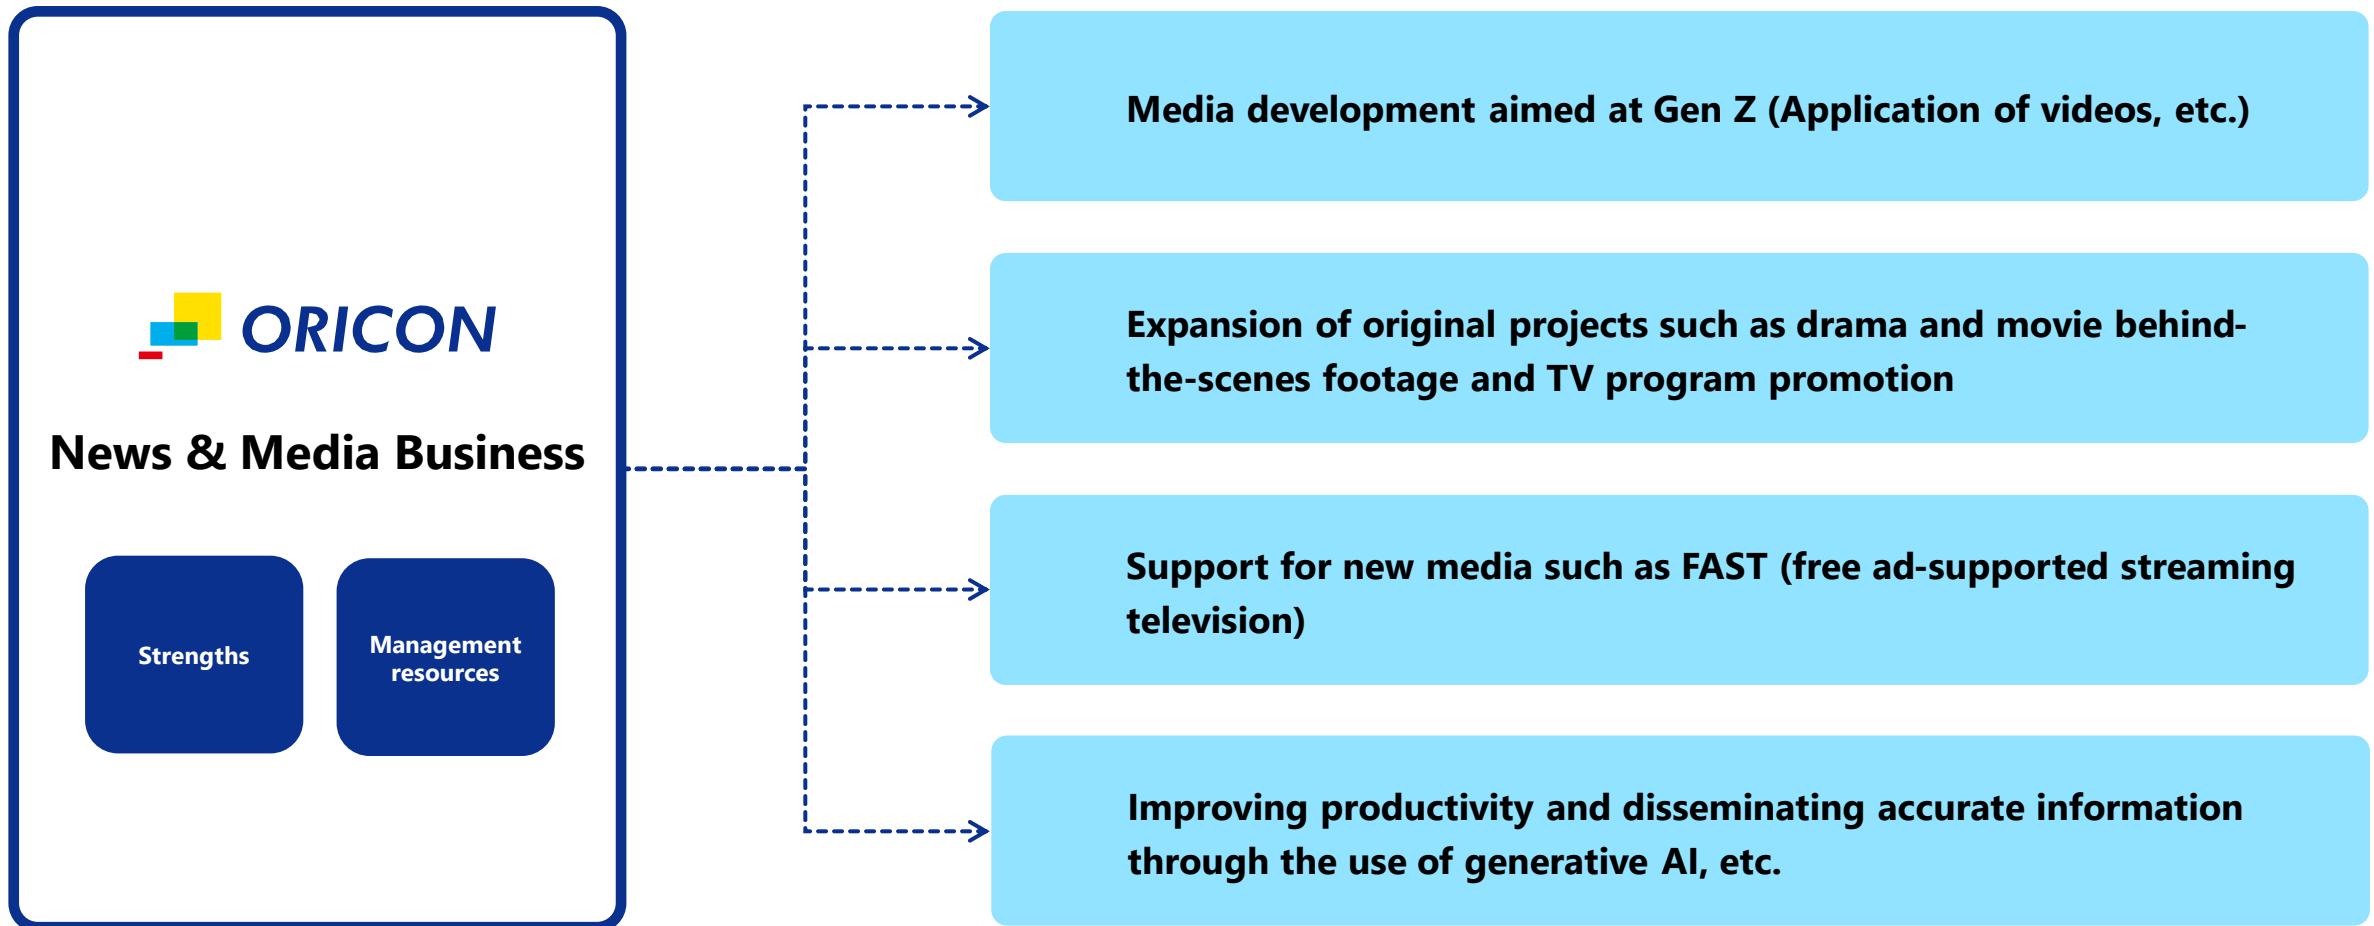 ORICON
News & Media Business
Strengths
Management
resources
Media development aimed at Gen Z (Application of videos, etc.)
Expansion of original projects such as drama and movie behind-
the-scenes footage and TV program promotion
Support for new media such as FAST (free ad-supported streaming
television)
Improving productivity and disseminating accurate information
through the use of generative AI, etc.